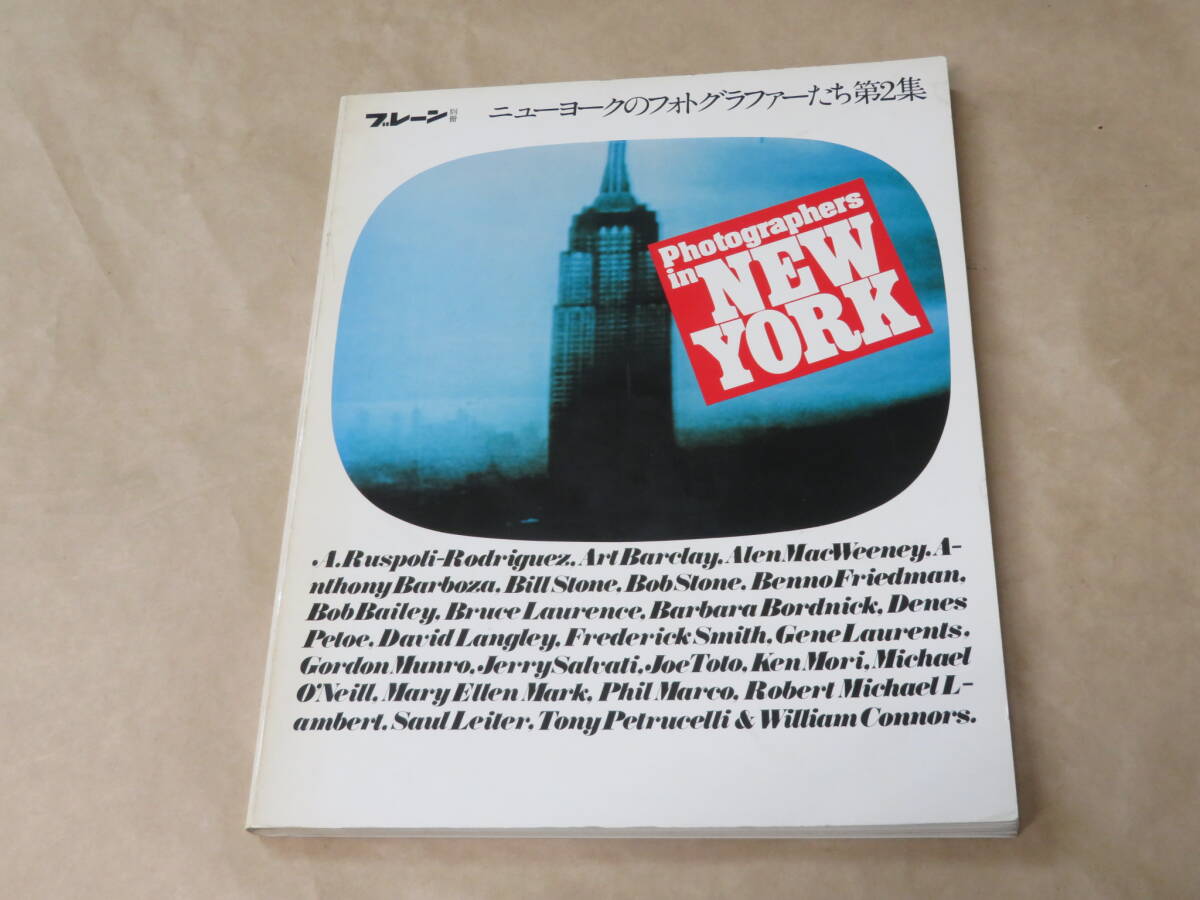 ブレーン 別冊
ニューヨークのフォトグラファーたち第2集
Photographers
in NEW
YORK
A. Ruspoli-Rodriguez, Art Barclay, Alen MacWeeney, A-
nthony Barboza, Bill Stone, Bob Stone, Benno Friedman,
Bob Bailey, Bruce Laurence, Barbara Bordnick, Denes
Petoe, David Langley, Frederick Smith, Gene Laurents,
Gordon Munro, Jerry Salvati, Joe Toto, Ken Mori, Michael
O'Neill, Mary Ellen Mark, Phil Marco, Robert Michael L-
ambert, Saul Leiter, Tony Petrucelli & William Connors.